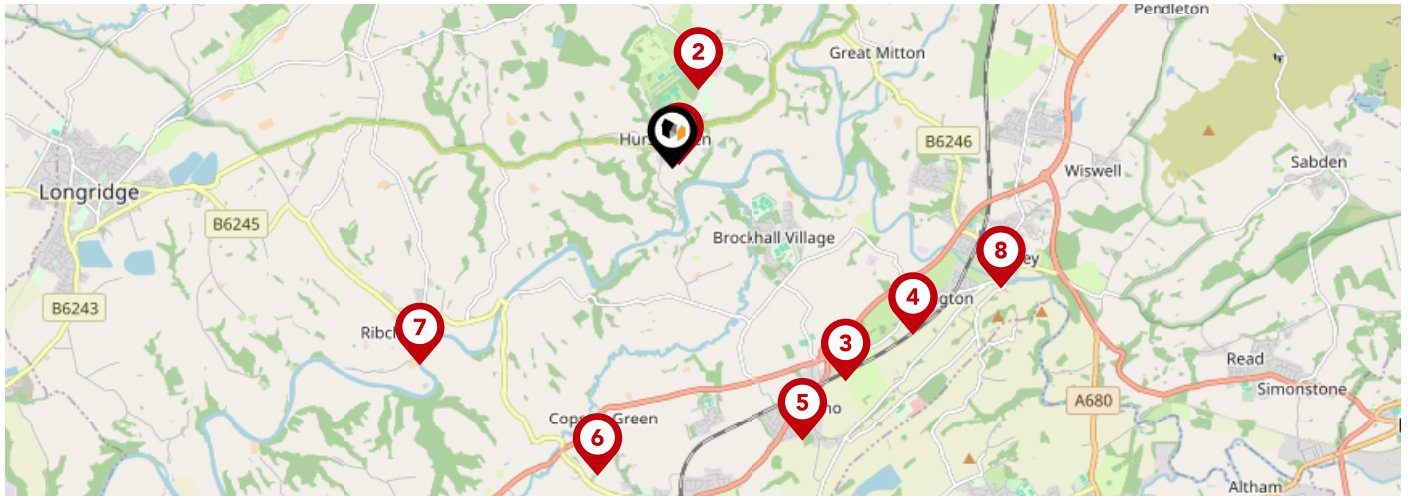 Pendleton
2
Great Mitton
B6246
Sabden
Wiswell
Longridge
B6245
Brockhall Village
8
4
B6243
7
3
Read
Simonstone
5
A680
Green
6
Altham